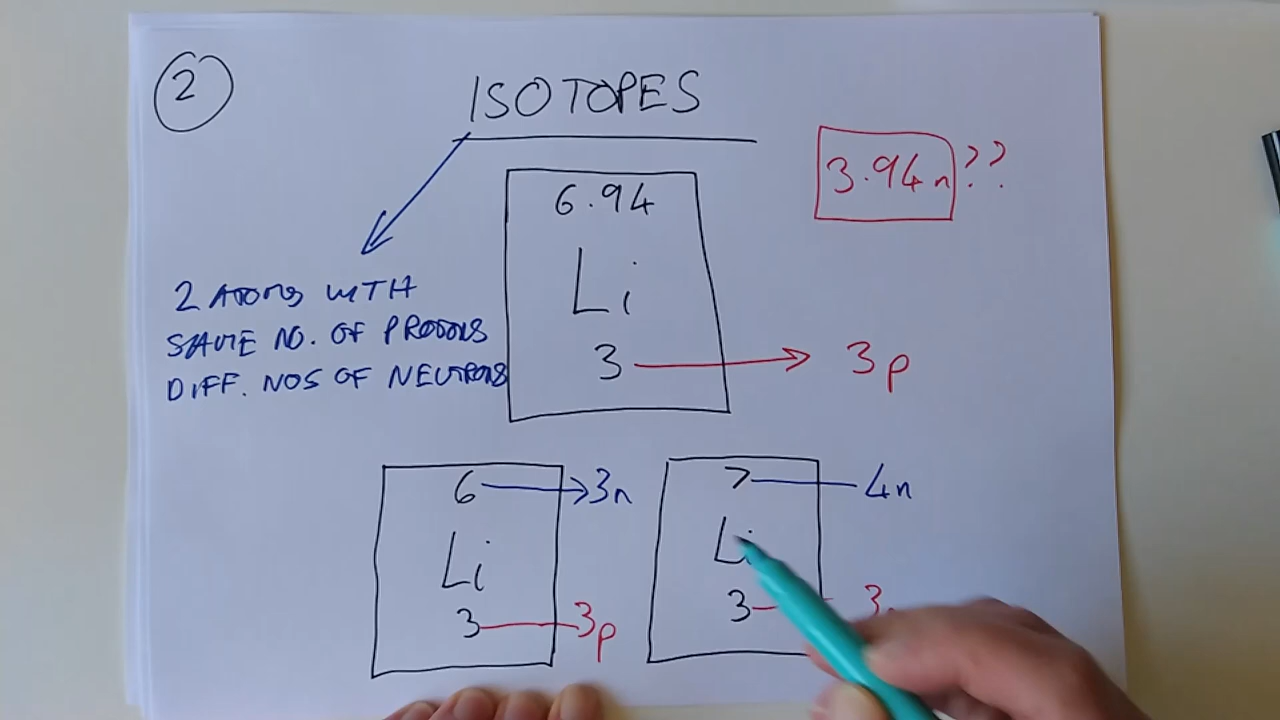 2
ISOTOPES
6.94
Li
3
3p
3.94n??
2 ATOMS WITH
SAME NO. OF PROTONS
DIFF. NOS OF NEUTRONS
6
3n
Li
3
3p
7
4n
Li
3
3